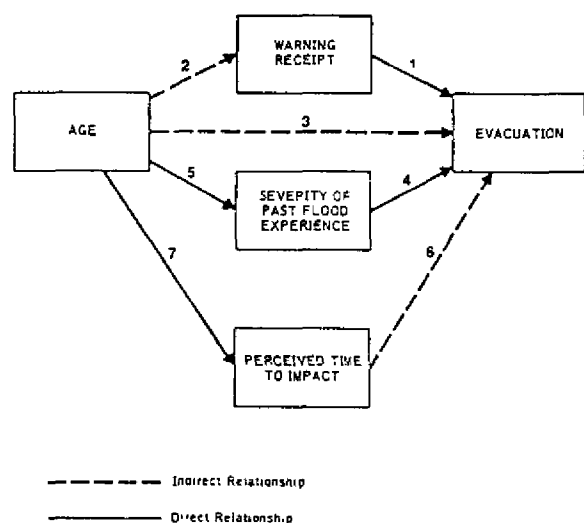 WARNING
RECEIPT
2
1
AGE
3
EVACUATION
5
4
SEVEPITY OF
PAST FLOOD
EXPERIENCE
7
6
PERCEIVED TIME
TO IMPACT
Indirect Relationship
Direct Relationship